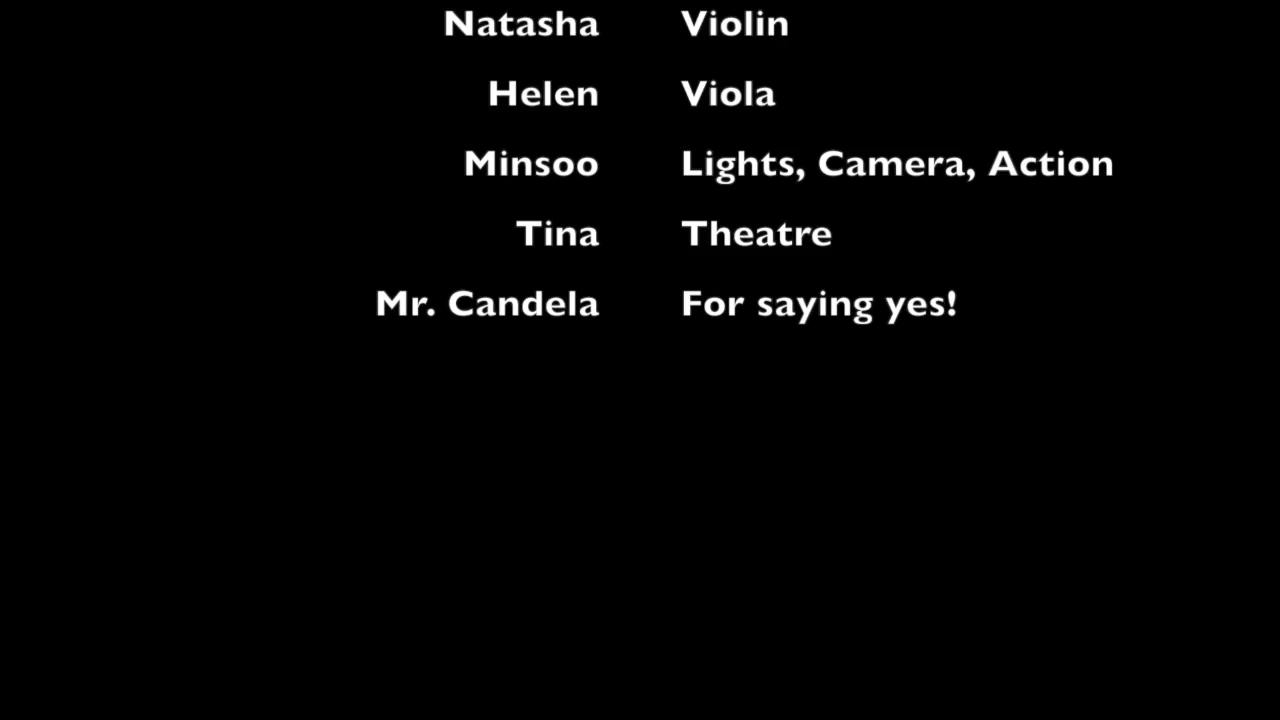 Natasha Violin
Helen Viola
Minsoo Lights, Camera, Action
Tina Theatre
Mr. Candela For saying yes!